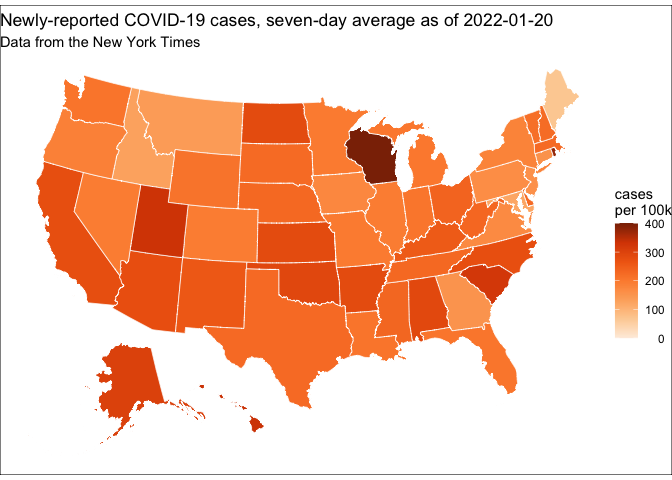 Newly-reported COVID-19 cases, seven-day average as of 2022-01-20
Data from the New York Times
cases
per 100k
400
300
200
100
0